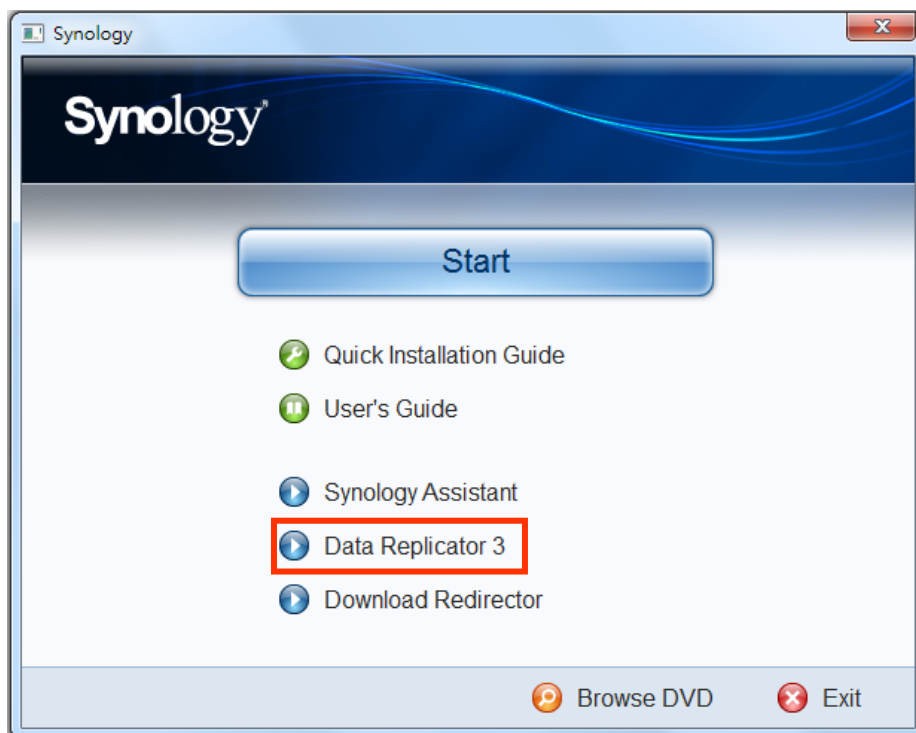 Synology
Synology
Start
Quick Installation Guide
User's Guide
Synology Assistant
Data Replicator 3
Download Redirector
Browse DVD
Exit